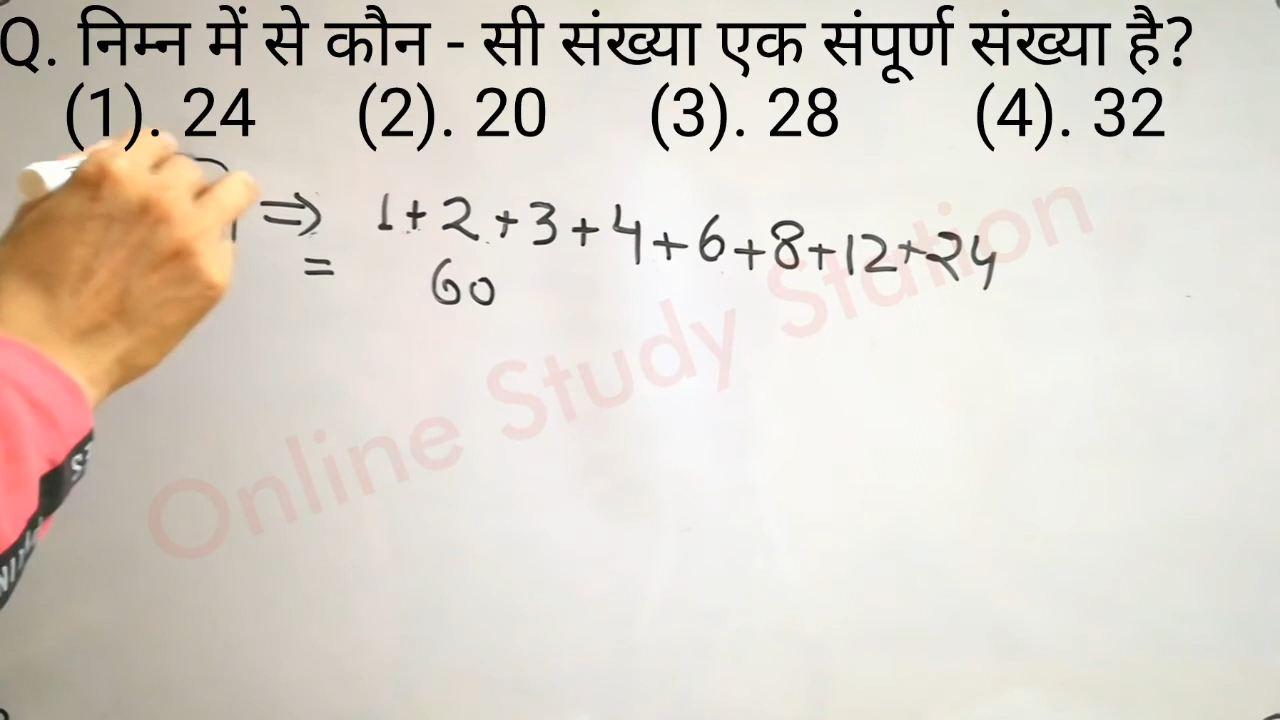 Q. निम्न में से कौन - सी संख्या एक संपूर्ण संख्या है?
(1). 24 (2). 20 (3). 28 (4). 32
⇒ 1+2+3+4+6+8+12+24
= 60
Online Study Station